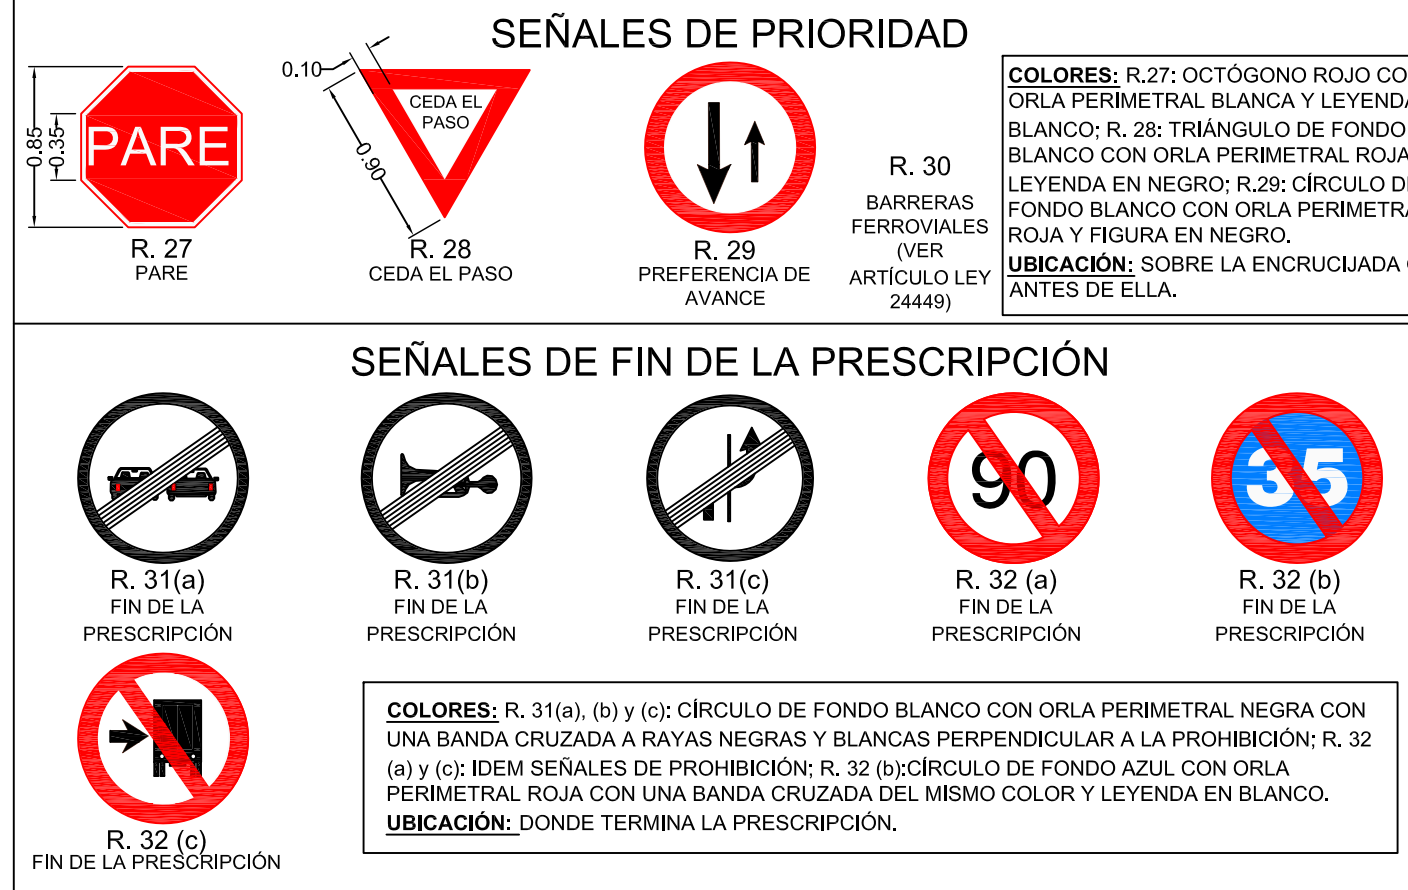 SEÑALES DE PRIORIDAD
0.85
0.35
PARE
R. 27
PARE
0.10
0.90
CEDA EL
PASO
R. 28
CEDA EL PASO
R. 29
PREFERENCIA DE
AVANCE
R. 30
BARRERAS
FERROVIALES
(VER
ARTÍCULO LEY
24449)
COLORES: R.27: OCTÓGONO ROJO CO
ORLA PERIMETRAL BLANCA Y LEYENDA
BLANCO; R. 28: TRIÁNGULO DE FONDO
BLANCO CON ORLA PERIMETRAL ROJA
LEYENDA EN NEGRO; R.29: CÍRCULO DE
FONDO BLANCO CON ORLA PERIMETRA
ROJA Y FIGURA EN NEGRO.
UBICACIÓN: SOBRE LA ENCRUCIJADA
ANTES DE ELLA.
SEÑALES DE FIN DE LA PRESCRIPCIÓN
R. 31(a)
FIN DE LA
PRESCRIPCIÓN
R. 31(b)
FIN DE LA
PRESCRIPCIÓN
R. 31(c)
FIN DE LA
PRESCRIPCIÓN
90
R. 32 (a)
FIN DE LA
PRESCRIPCIÓN
35
R. 32 (b)
FIN DE LA
PRESCRIPCIÓN
R. 32 (c)
FIN DE LA PRESCRIPCIÓN
COLORES: R. 31(a), (b) y (c): CÍRCULO DE FONDO BLANCO CON ORLA PERIMETRAL NEGRA CON
UNA BANDA CRUZADA A RAYAS NEGRAS Y BLANCAS PERPENDICULAR A LA PROHIBICIÓN; R. 32
(a) y (c): IDEM SEÑALES DE PROHIBICIÓN; R. 32 (b):CÍRCULO DE FONDO AZUL CON ORLA
PERIMETRAL ROJA CON UNA BANDA CRUZADA DEL MISMO COLOR Y LEYENDA EN BLANCO.
UBICACIÓN: DONDE TERMINA LA PRESCRIPCIÓN.